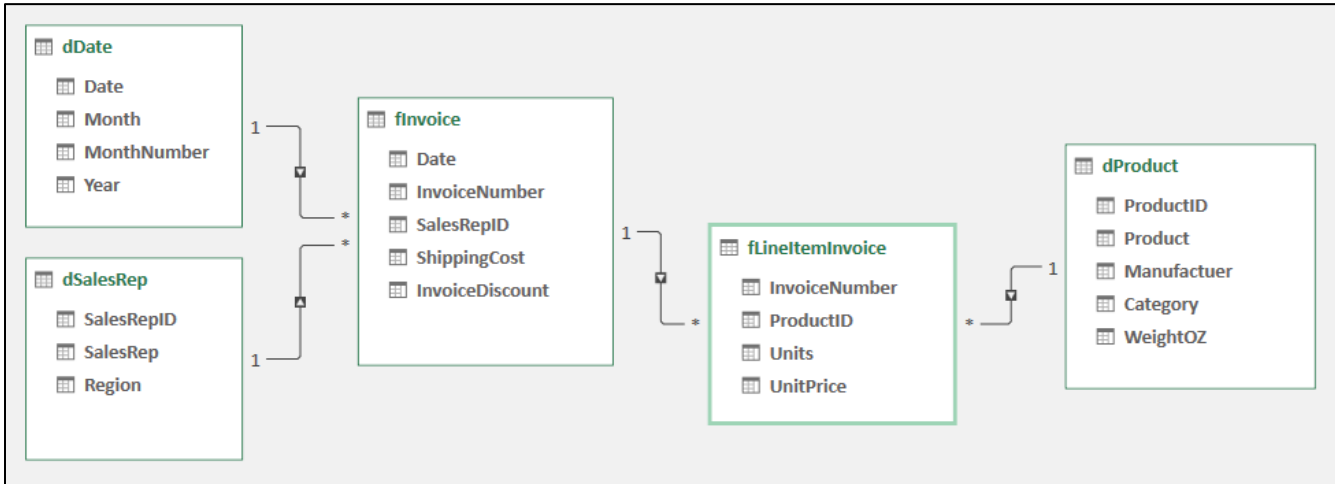 dDate
Date
Month
MonthNumber
Year
1
*
dSalesRep
SalesRepID
SalesRep
Region
1
*
fInvoice
Date
InvoiceNumber
SalesRepID
ShippingCost
InvoiceDiscount
1
*
fLineItemInvoice
InvoiceNumber
ProductID
Units
UnitPrice
*
1
dProduct
ProductID
Product
Manufactuer
Category
WeightOZ